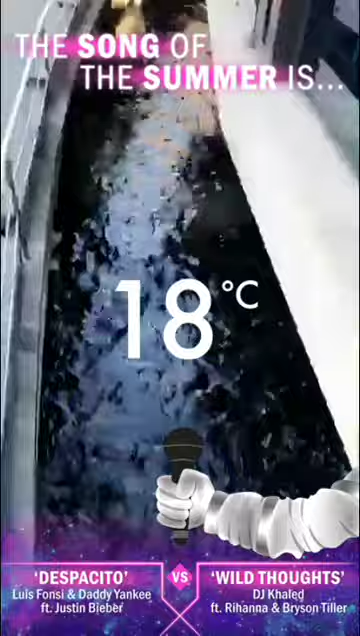 THE SONG OF
THE SUMMER IS...
18°C
'DESPACITO'
Luis Fonsi & Daddy Yankee
ft. Justin Bieber
VS
'WILD THOUGHTS'
DJ Khaled
ft. Rihanna & Bryson Tiller